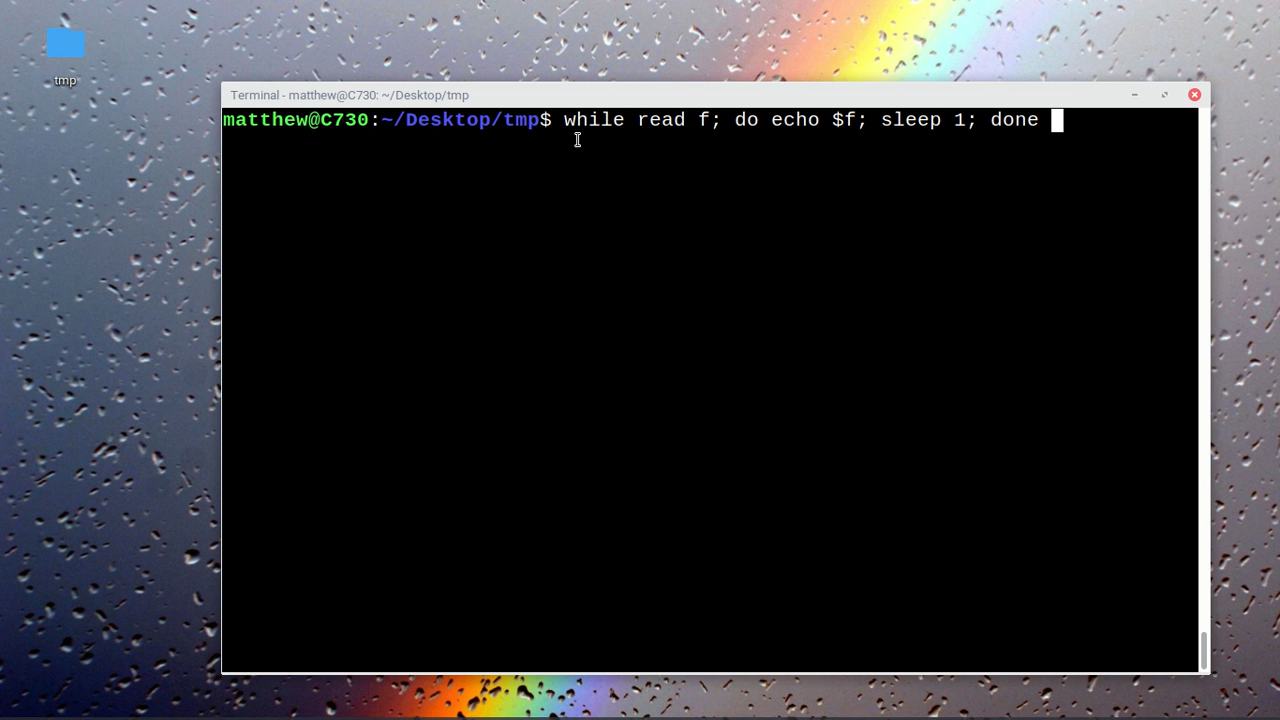 tmp
Terminal - matthew@C730: ~/Desktop/tmp
matthew@C730:~/Desktop/tmp$ while read f; do echo $f; sleep 1; done